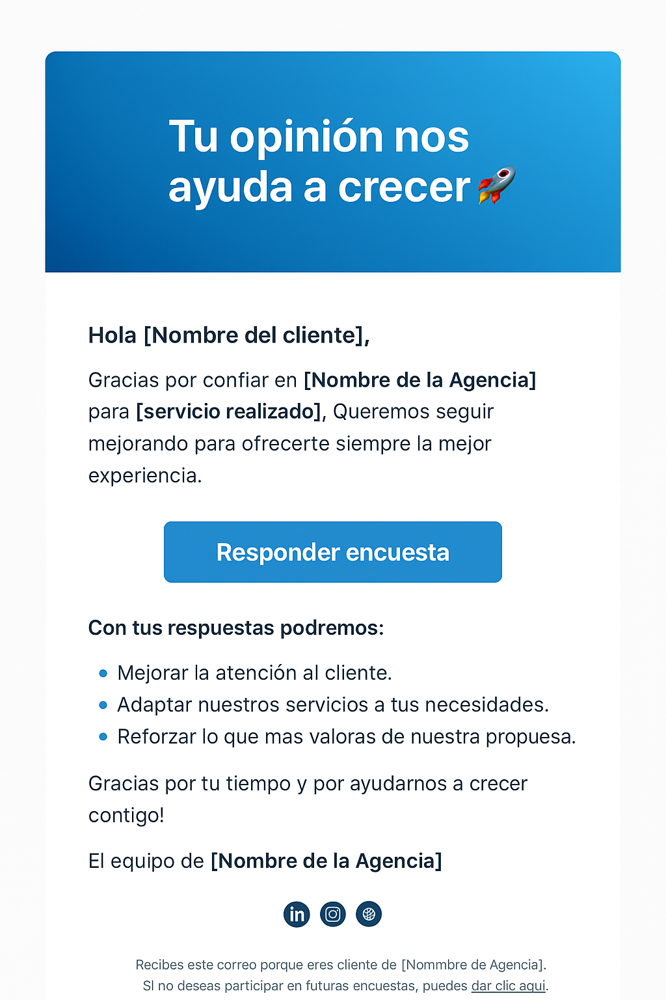 Tu opinión nos
ayuda a crecer🚀
Hola [Nombre del cliente],
Gracias por confiar en [Nombre de la Agencia]
para [servicio realizado], Queremos seguir
mejorando para ofrecerte siempre la mejor
experiencia.
Responder encuesta
Con tus respuestas podremos:
• Mejorar la atención al cliente.
• Adaptar nuestros servicios a tus necesidades.
• Reforzar lo que mas valoras de nuestra propuesa.
Gracias por tu tiempo y por ayudarnos a crecer
contigo!
El equipo de [Nombre de la Agencia]
in
Recibes este correo porque eres cliente de [Nommbre de Agencia].
SI no deseas participar en futuras encuestas, puedes dar clic aqui.